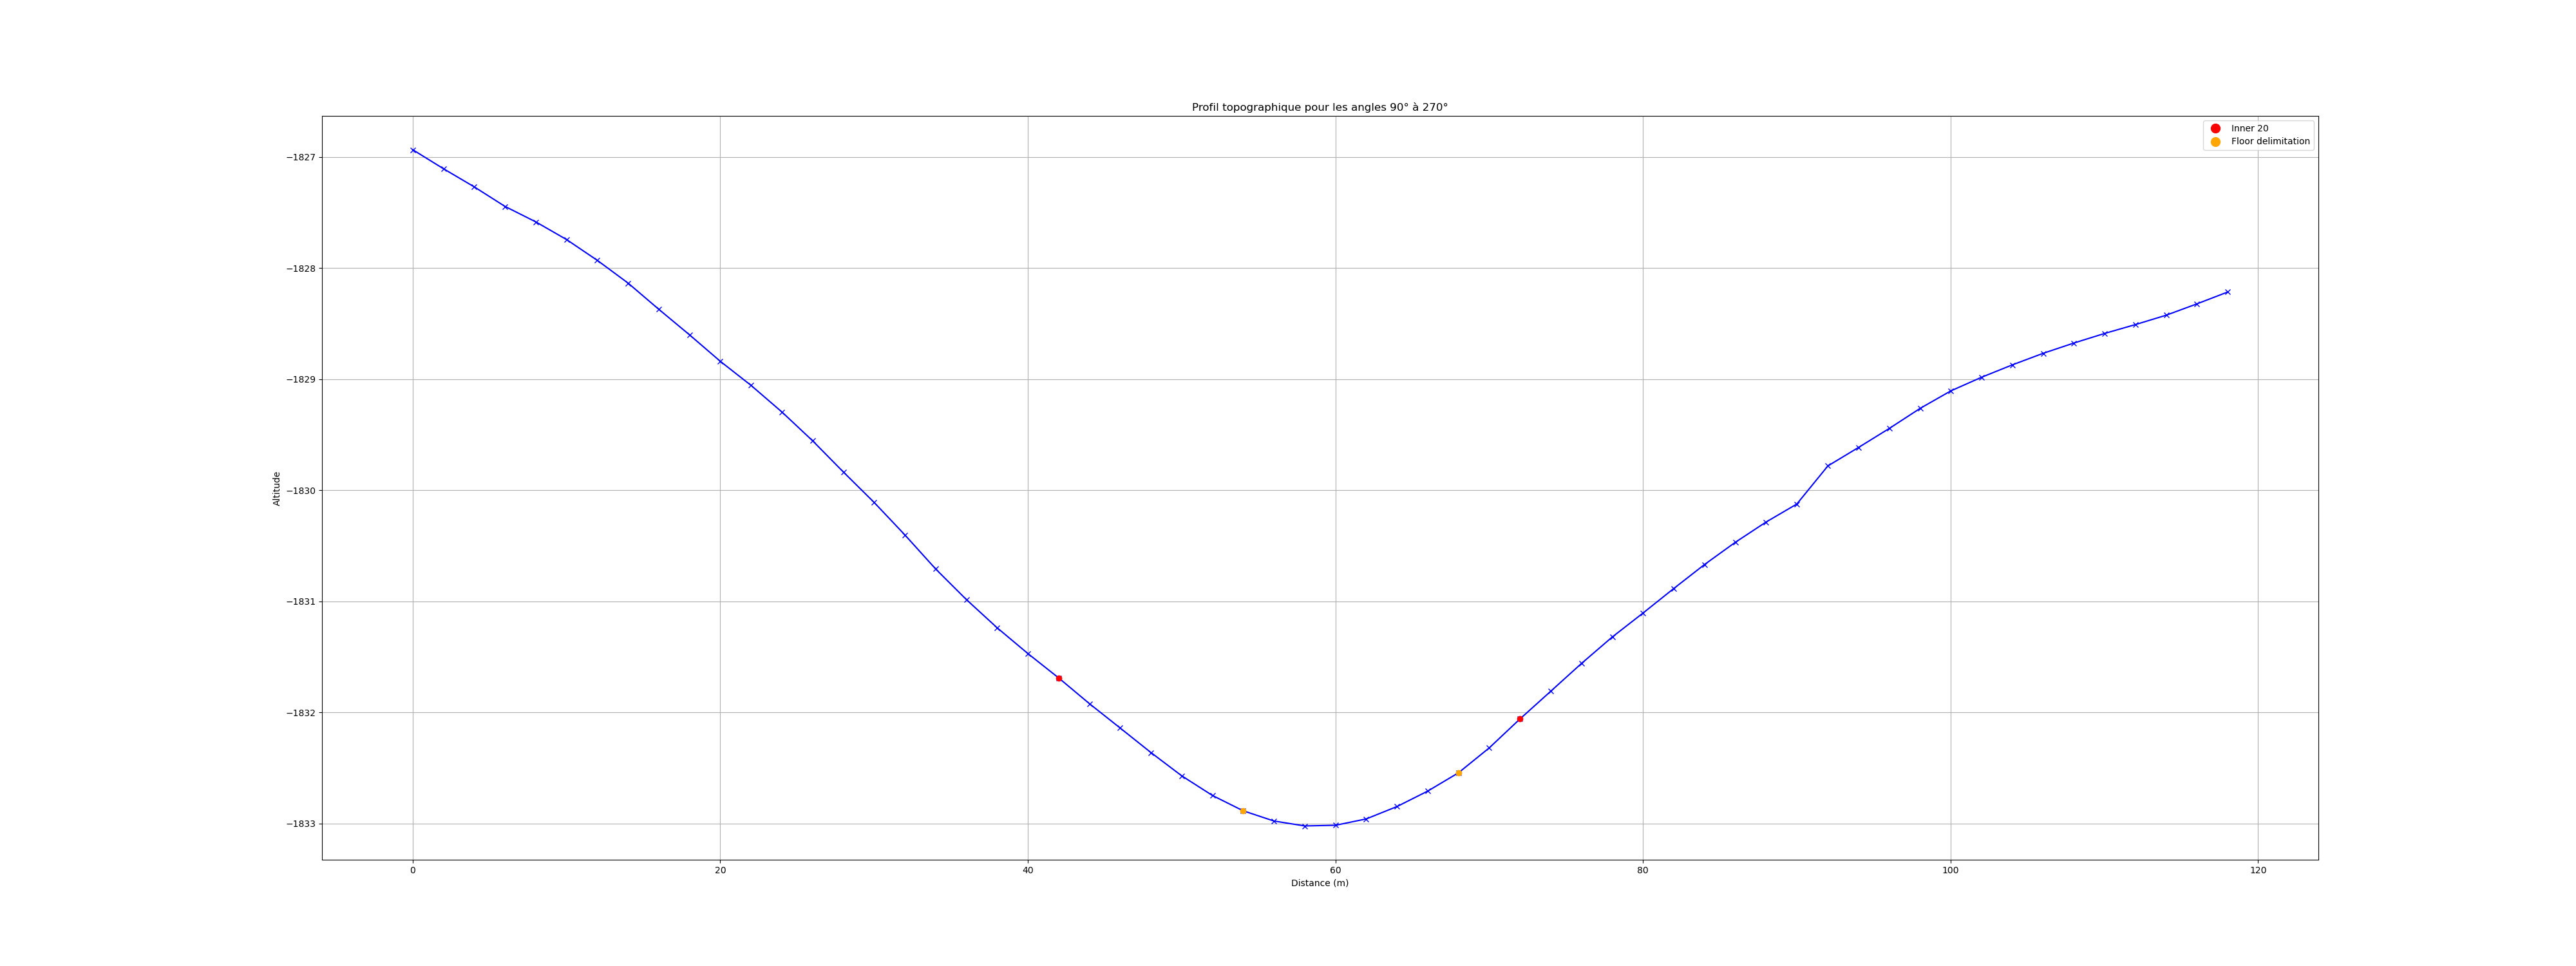 Profil topographique pour les angles 90° à 270°
Inner 20
Floor delimitation
−1827
−1828
−1829
−1830
−1831
−1832
−1833
Altitude
0
20
40
60
80
100
120
Distance (m)